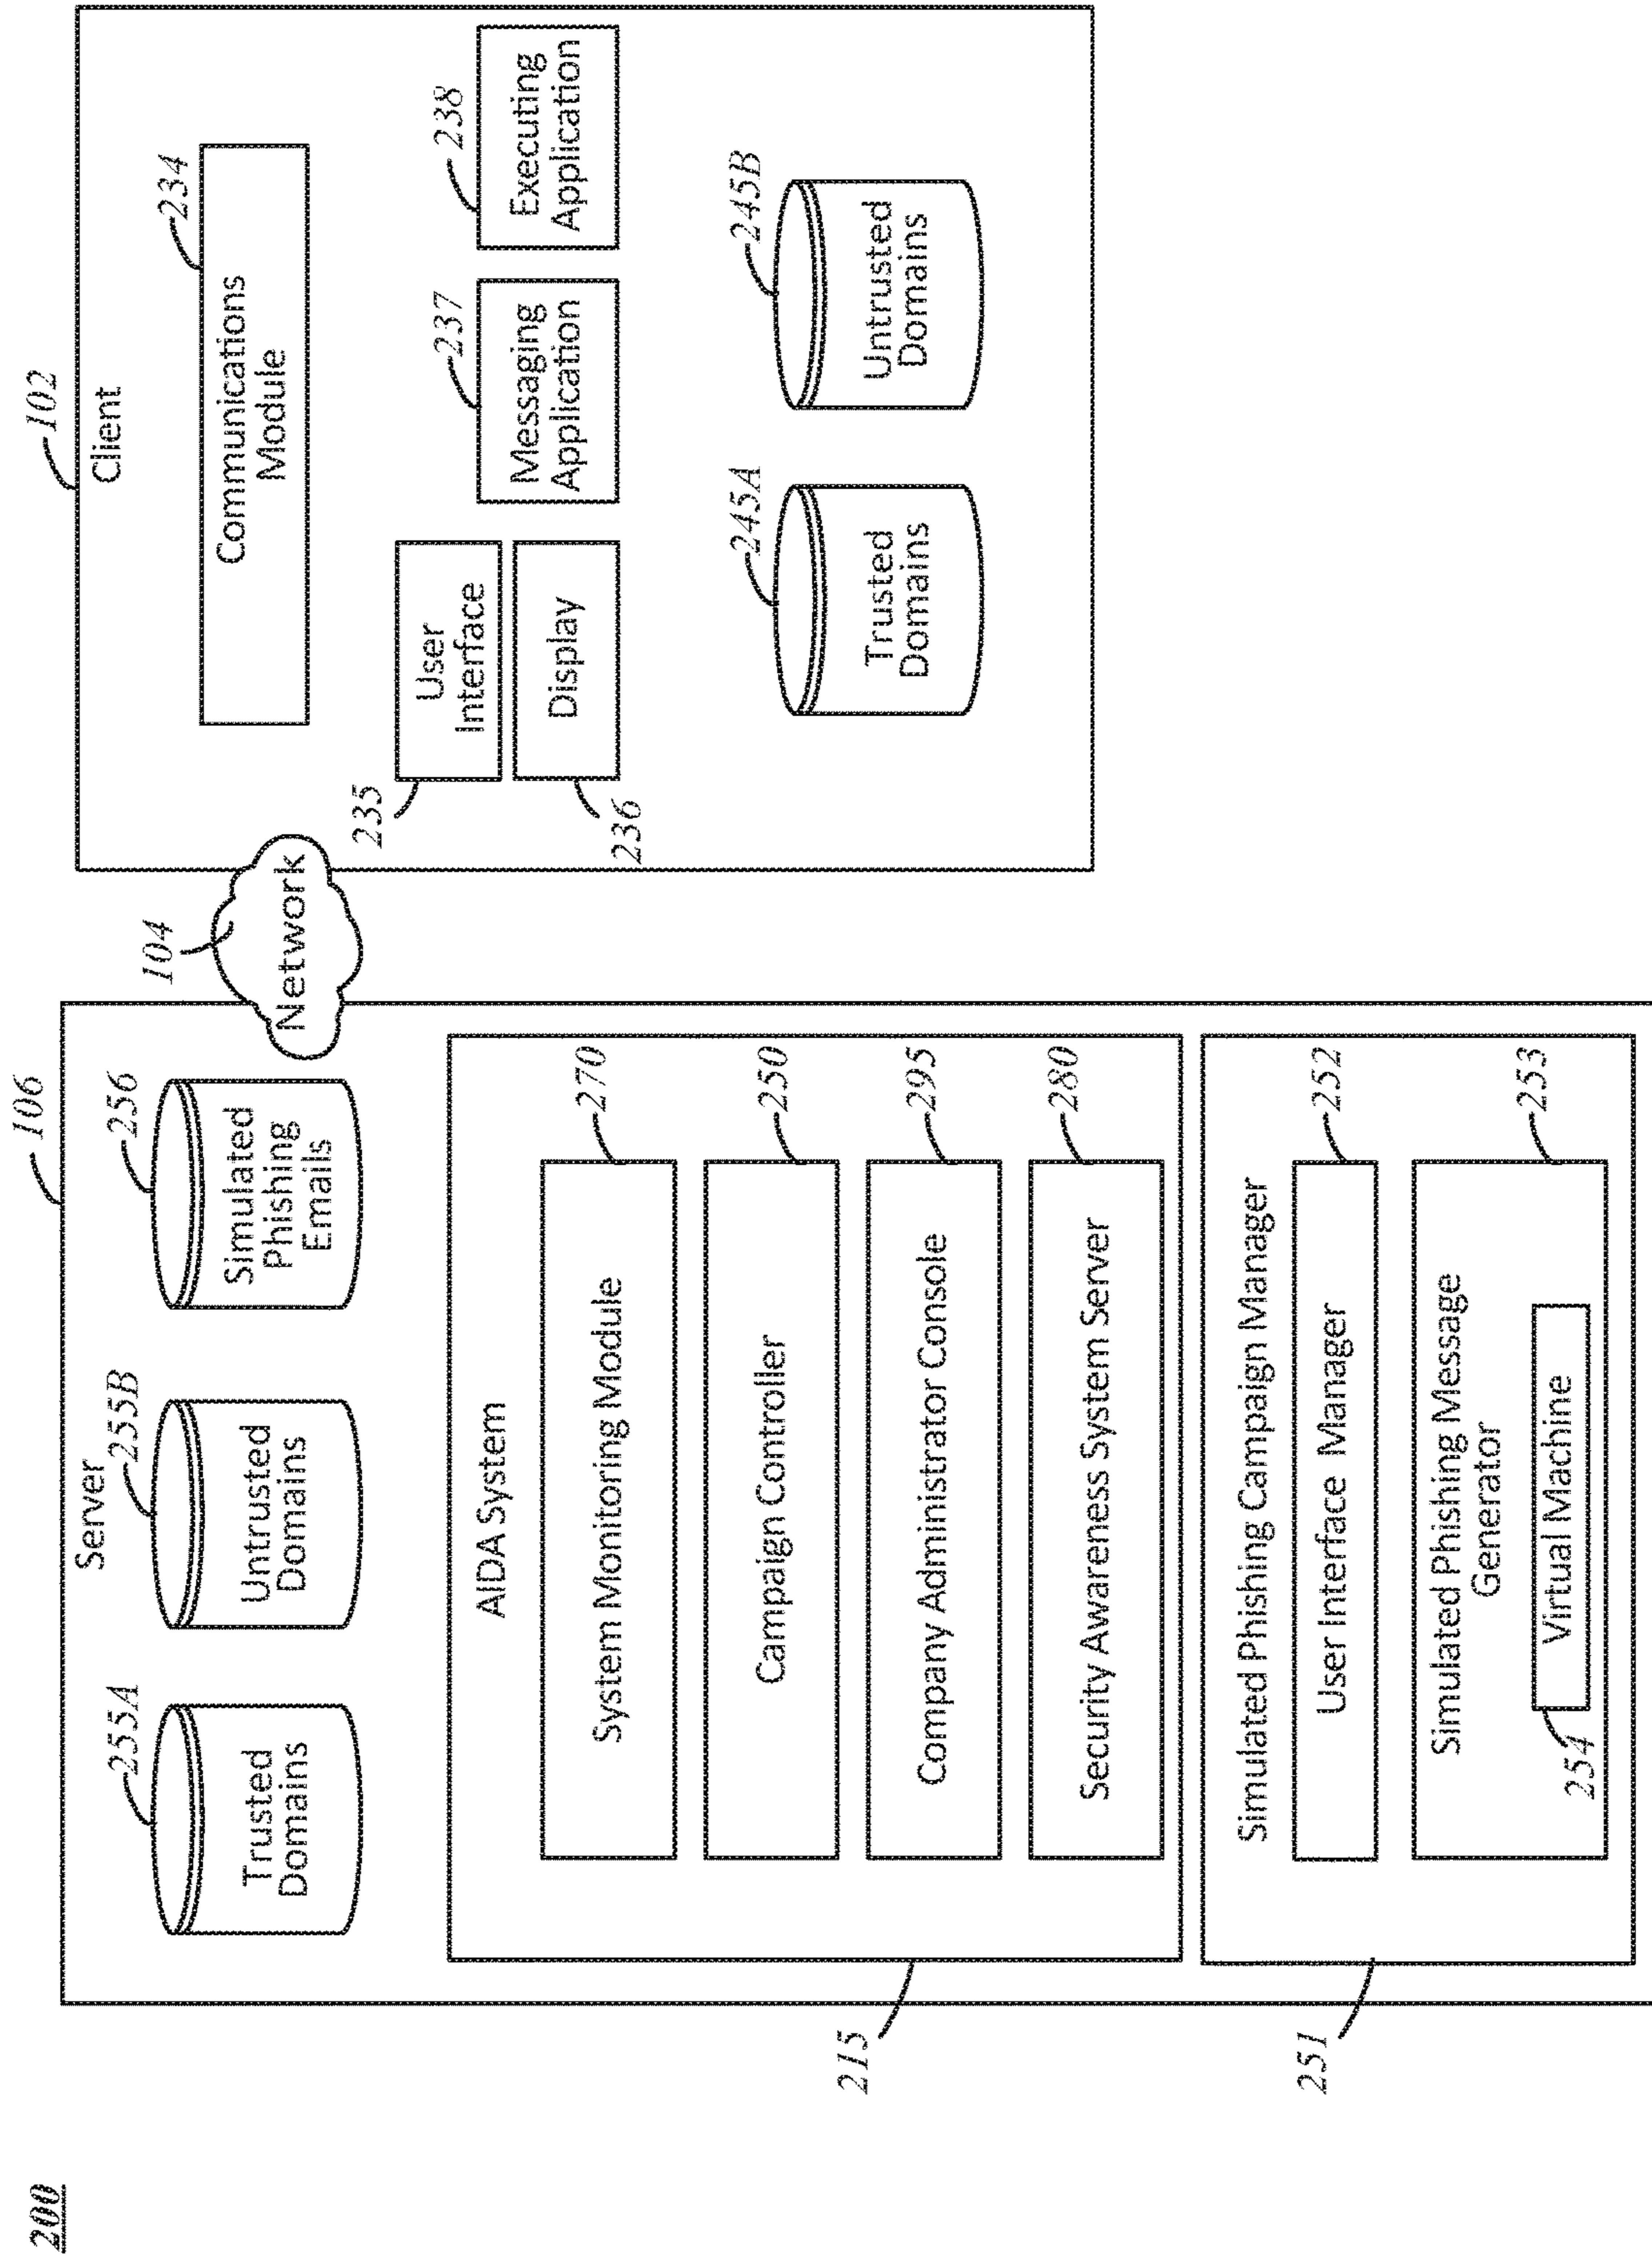 200
106
Server
255A
Trusted
Domains
255B
Untrusted
Domains
256
Simulated
Phishing
Emails
AIDA System
System Monitoring Module
270
Campaign Controller
250
Company Administrator Console
295
Security Awareness System Server
280
215
Simulated Phishing Campaign Manager
User Interface Manager
252
Simulated Phishing Message
Generator
253
Virtual Machine
254
251
104
Network
102
Client
234
Communications
Module
235
User
Interface
Display
236
237
Messaging
Application
238
Executing
Application
245A
Trusted
Domains
245B
Untrusted
Domains